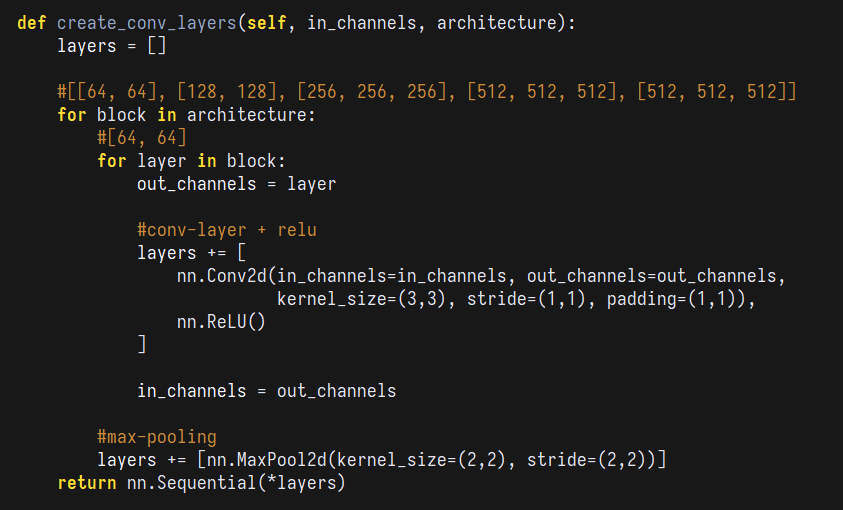 def create_conv_layers(self, in_channels, architecture):
    layers = []

    #[[64, 64], [128, 128], [256, 256, 256], [512, 512, 512], [512, 512, 512]]
    for block in architecture:
        #[64, 64]
        for layer in block:
            out_channels = layer

            #conv-layer + relu
            layers += [
                nn.Conv2d(in_channels=in_channels, out_channels=out_channels,
                          kernel_size=(3,3), stride=(1,1), padding=(1,1)),
                nn.ReLU()
            ]

            in_channels = out_channels

        #max-pooling
        layers += [nn.MaxPool2d(kernel_size=(2,2), stride=(2,2))]
    return nn.Sequential(*layers)